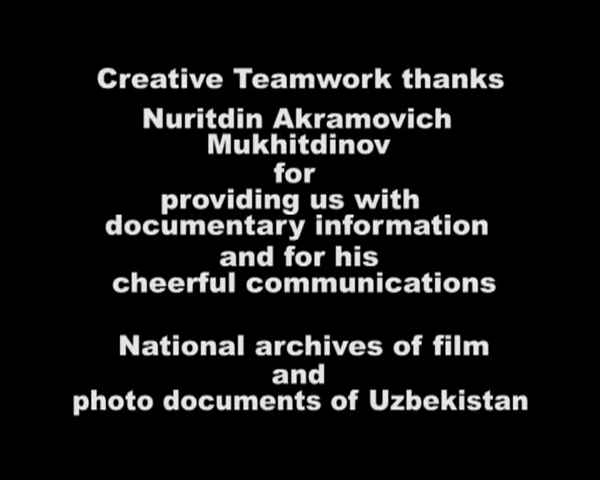 Creative Teamwork thanks
Nuritdin Akramovich
Mukhitdinov
for
providing us with
documentary information
and for his
cheerful communications
National archives of film
and
photo documents of Uzbekistan